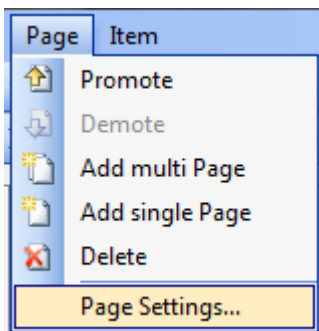 Page Item
Promote
Demote
Add multi Page
Add single Page
Delete
Page Settings...